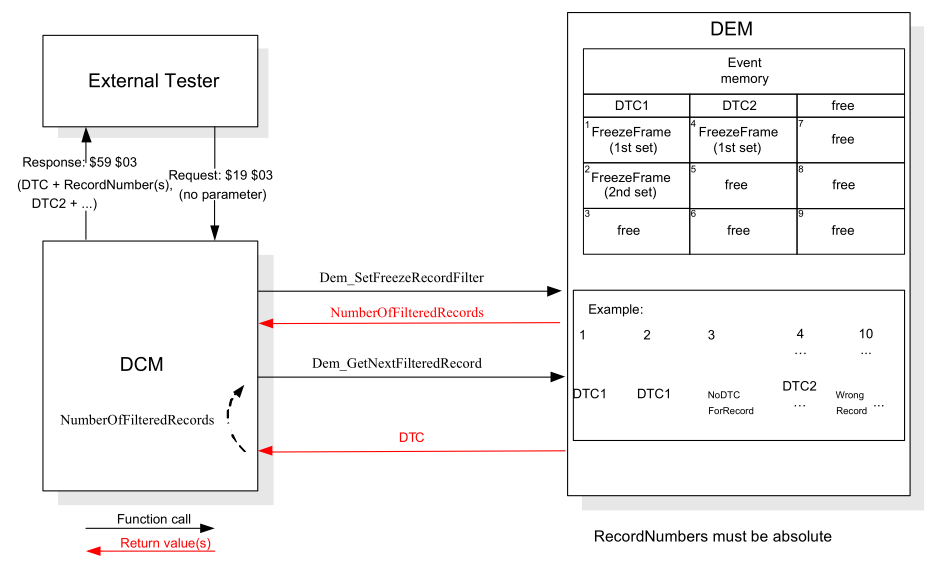 External Tester
Response: $59 $03
(DTC + RecordNumber(s),
DTC2 + ...)
Request: $19 $03
(no parameter)
DCM
NumberOfFilteredRecords
Dem_SetFreezeRecordFilter
NumberOfFilteredRecords
Dem_GetNextFilteredRecord
DTC
DEM
Event
memory
DTC1 DTC2 free
1 FreezeFrame
(1st set)
4 FreezeFrame
(1st set)
7 free
2 FreezeFrame
(2nd set)
5 free
8 free
3 free
6 free
9 free
Example:
1 2 3 4 10
… …
DTC1 DTC1 NoDTC
ForRecord
DTC2
…
Wrong
Record …
Function call
Return value(s)
RecordNumbers must be absolute